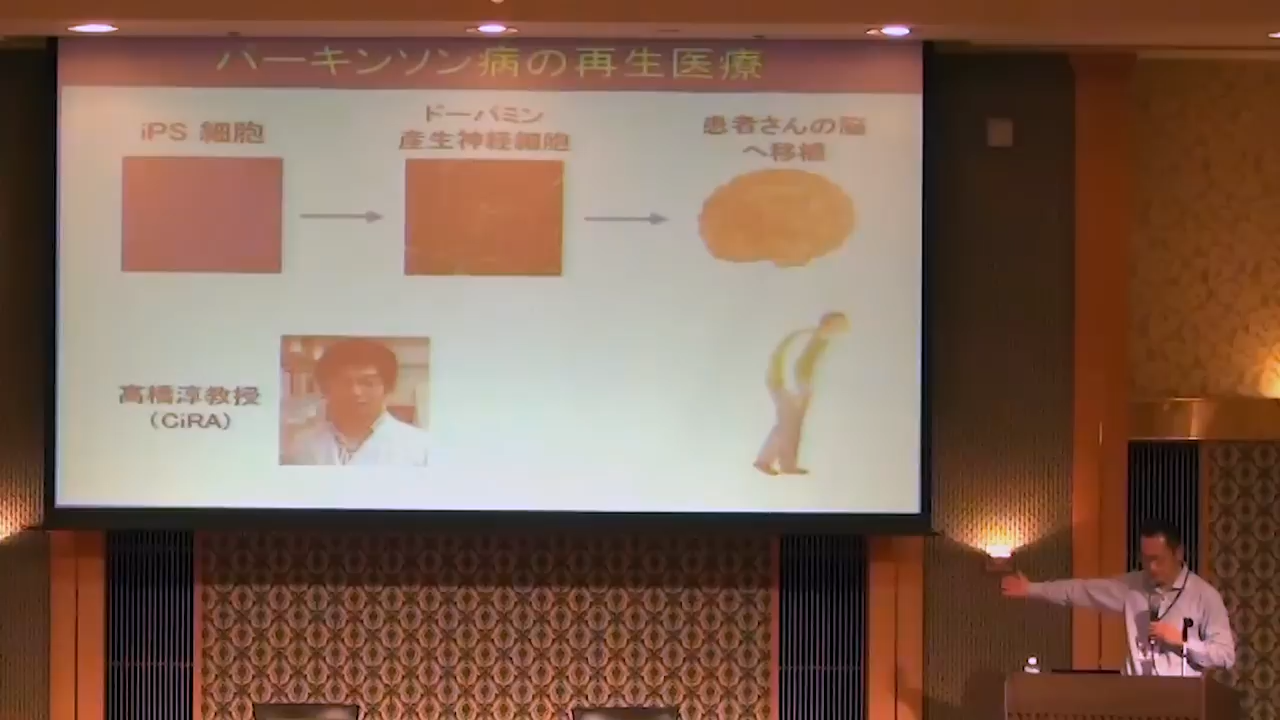 パーキンソン病の再生医療
iPS 細胞
ドーパミン
産生神経細胞
患者さんの脳
へ移植
高橋淳教授
（CiRA）